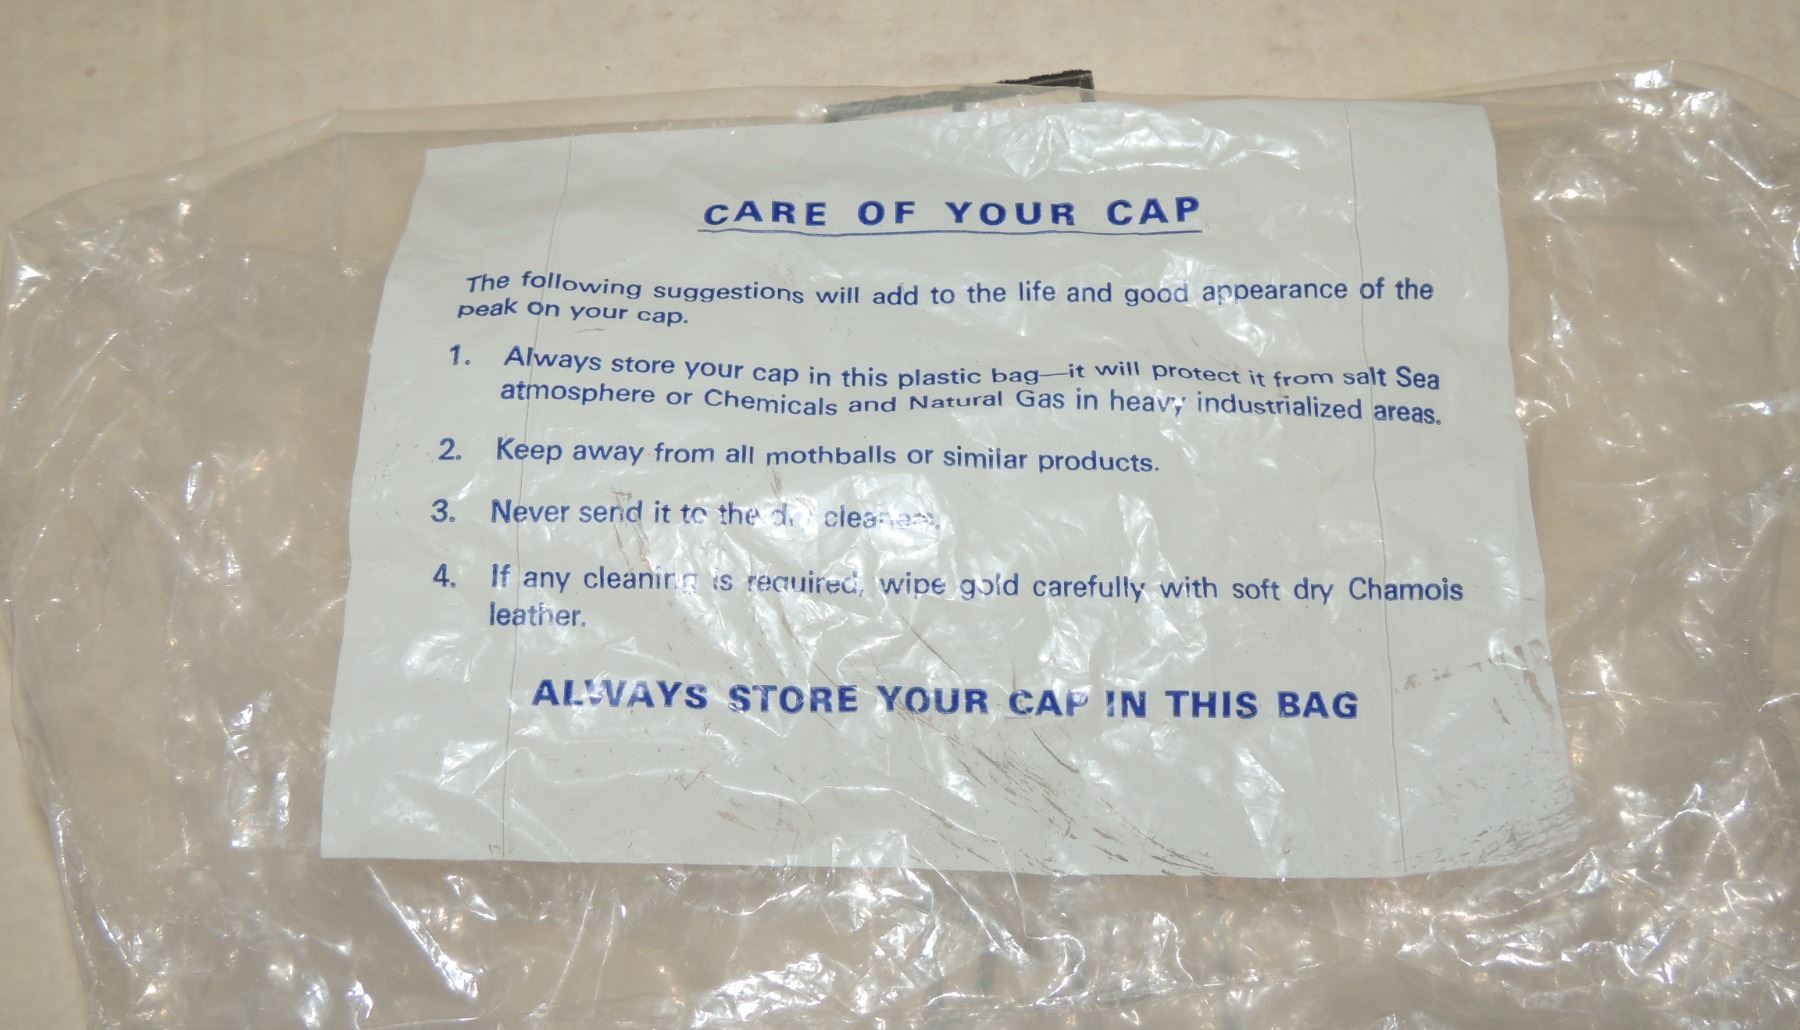 CARE OF YOUR CAP
The following suggestions will add to the life and good appearance of the
peak on your cap.
1. Always store your cap in this plastic bag—it will protect it from salt Sea
atmosphere or Chemicals and Natural Gas in heavy industrialized areas.
2. Keep away from all mothballs or similar products.
3. Never send it to the dry cleaners.
4. If any cleaning is required, wipe gold carefully with soft dry Chamois
leather.
ALWAYS STORE YOUR CAP IN THIS BAG